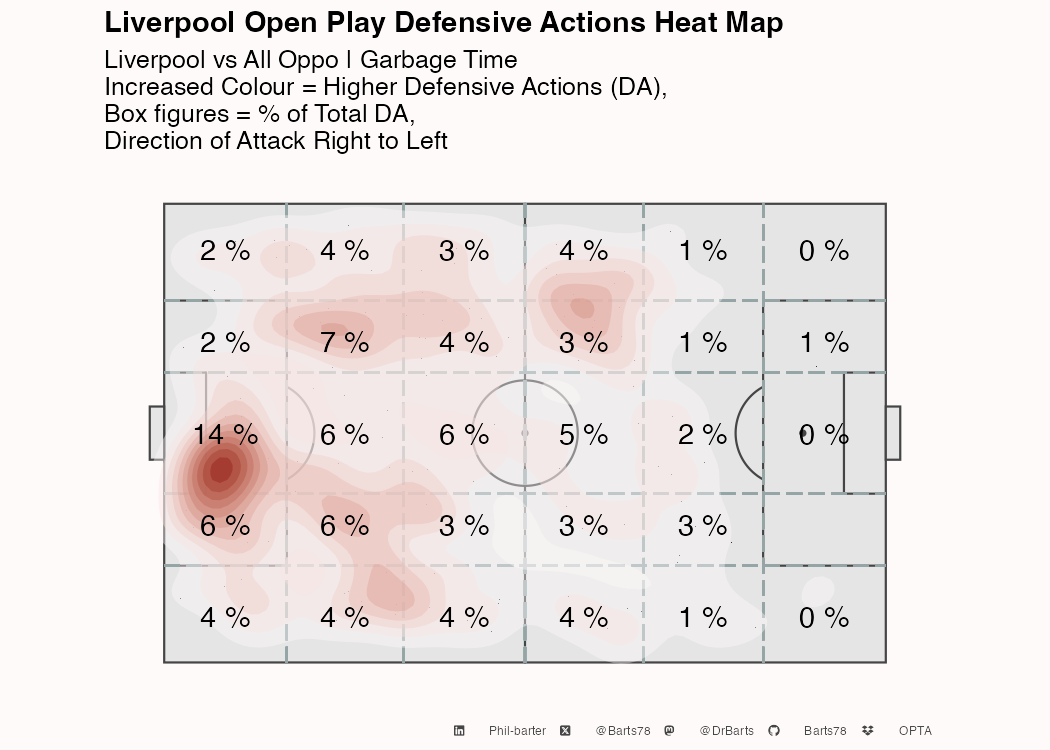 Liverpool Open Play Defensive Actions Heat Map
Liverpool vs All Oppo | Garbage Time
Increased Colour = Higher Defensive Actions (DA),
Box figures = % of Total DA,
Direction of Attack Right to Left
2 % 4 % 3 % 4 % 1 % 0 %
2 % 7 % 4 % 3 % 1 % 1 %
14 % 6 % 6 % 5 % 2 % 0 %
6 % 6 % 3 % 3 % 3 %
4 % 4 % 4 % 4 % 1 % 0 %
Phil-barter @Barts78 @DrBarts Barts78 OPTA